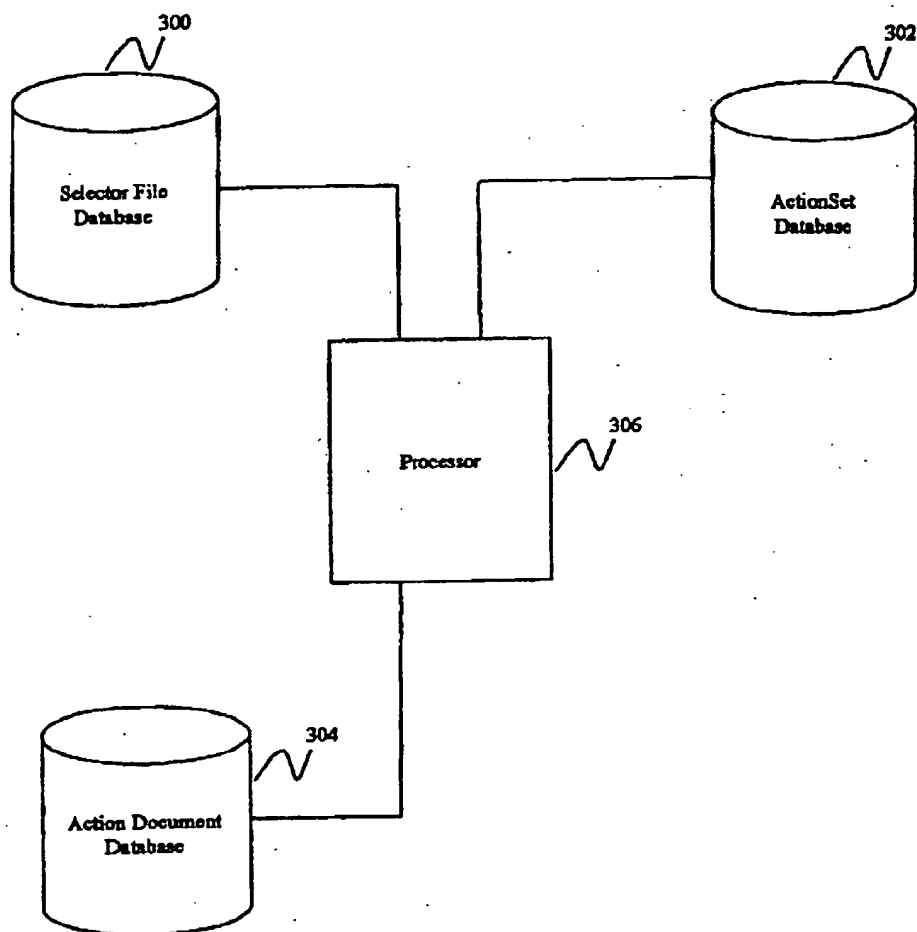 300
302
Selector File
Database
ActionSet
Database
306
Processor
304
Action Document
Database